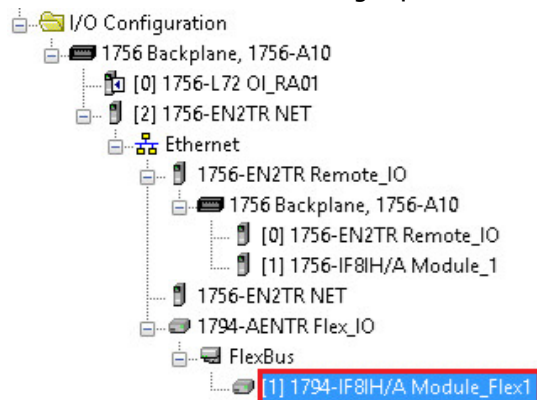 I/O Configuration
1756 Backplane, 1756-A10
[0] 1756-L72 OI_RA01
[2] 1756-EN2TR NET
Ethernet
1756-EN2TR Remote_IO
1756 Backplane, 1756-A10
[0] 1756-EN2TR Remote_IO
[1] 1756-IF8IH/A Module_1
1756-EN2TR NET
1794-AENTR Flex_IO
FlexBus
[1] 1794-IF8IH/A Module_Flex1